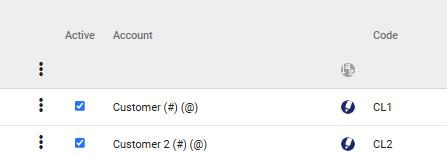 Active Account Code
Customer (#) (@) CL1
Customer 2 (#) (@) CL2